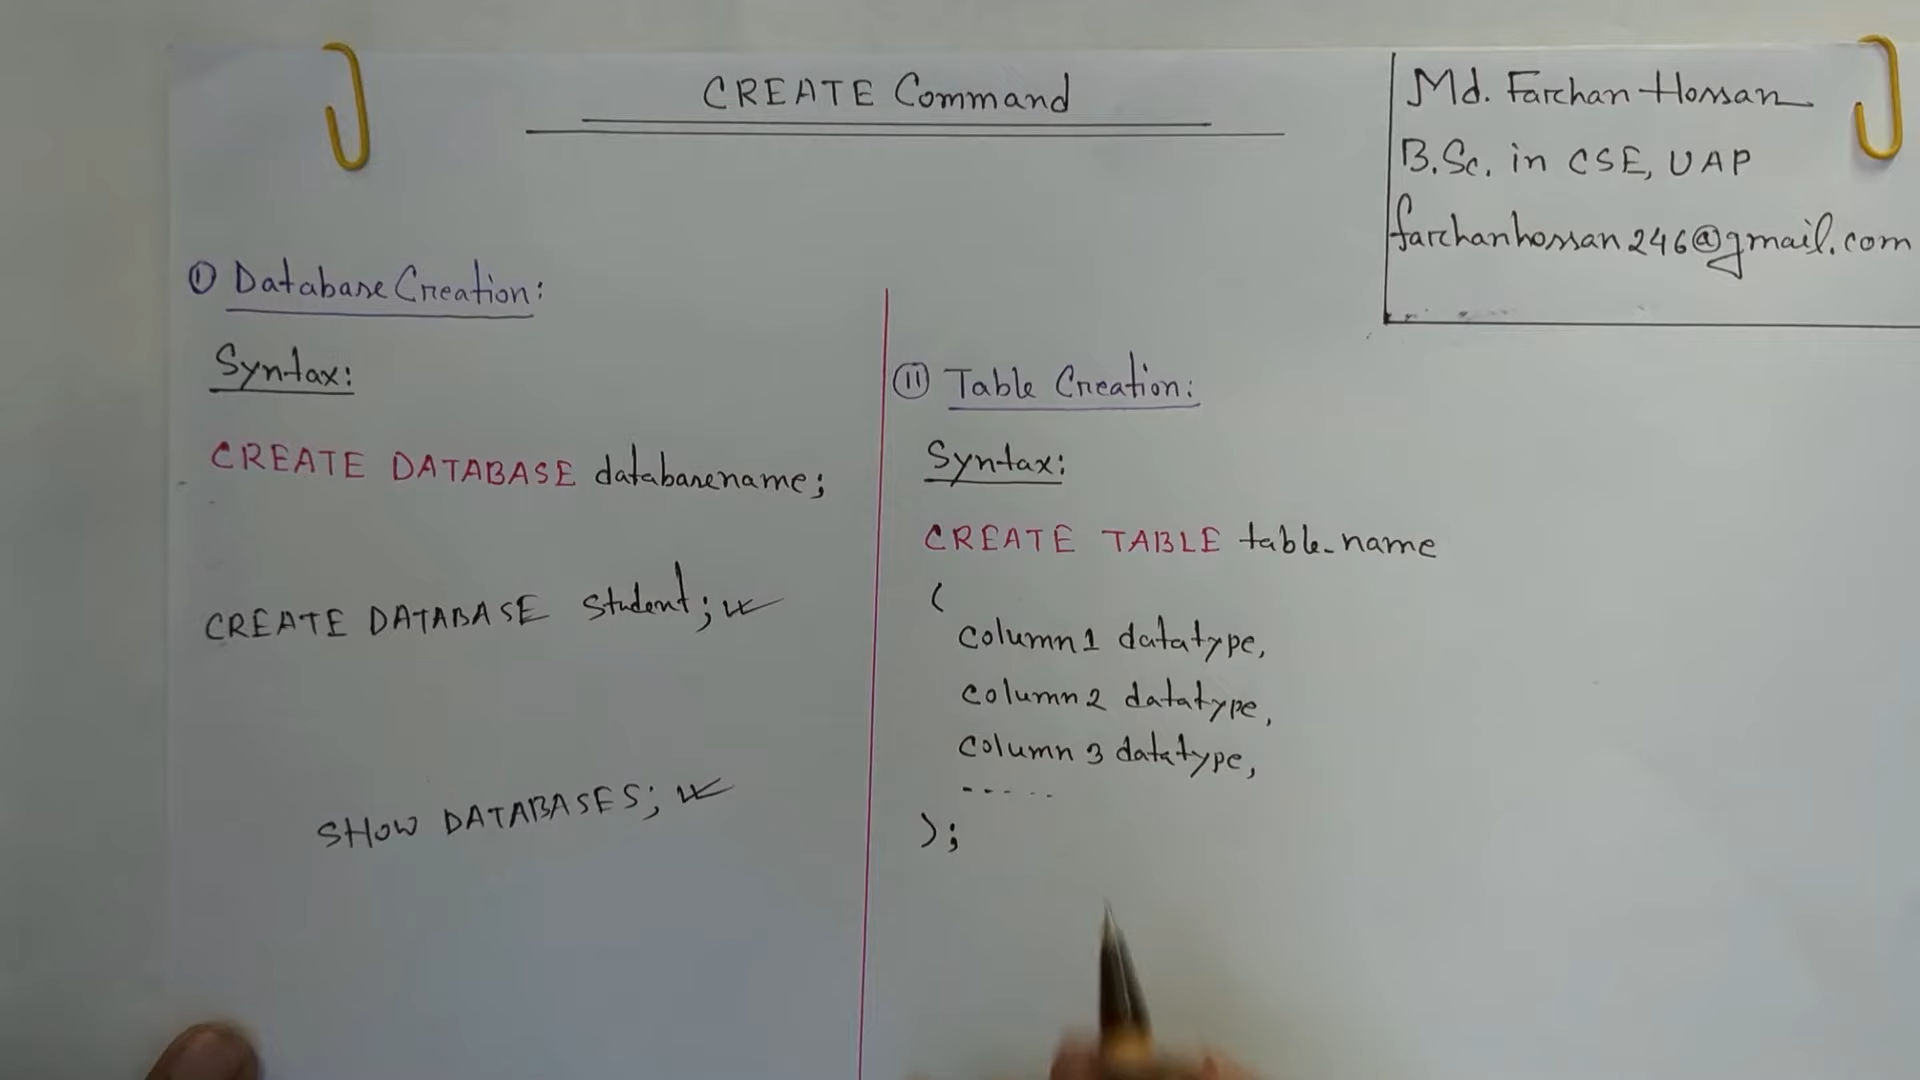 CREATE Command
Md. Farhan Hossan
B.Sc. in CSE, UAP
farhanhossan246@gmail.com
① Database Creation:
Syntax:
CREATE DATABASE databasename;
CREATE DATABASE student;
SHOW DATABASES;
⑪ Table Creation:
Syntax:
CREATE TABLE table_name
(
column1 datatype,
column2 datatype,
column3 datatype,
.....
);